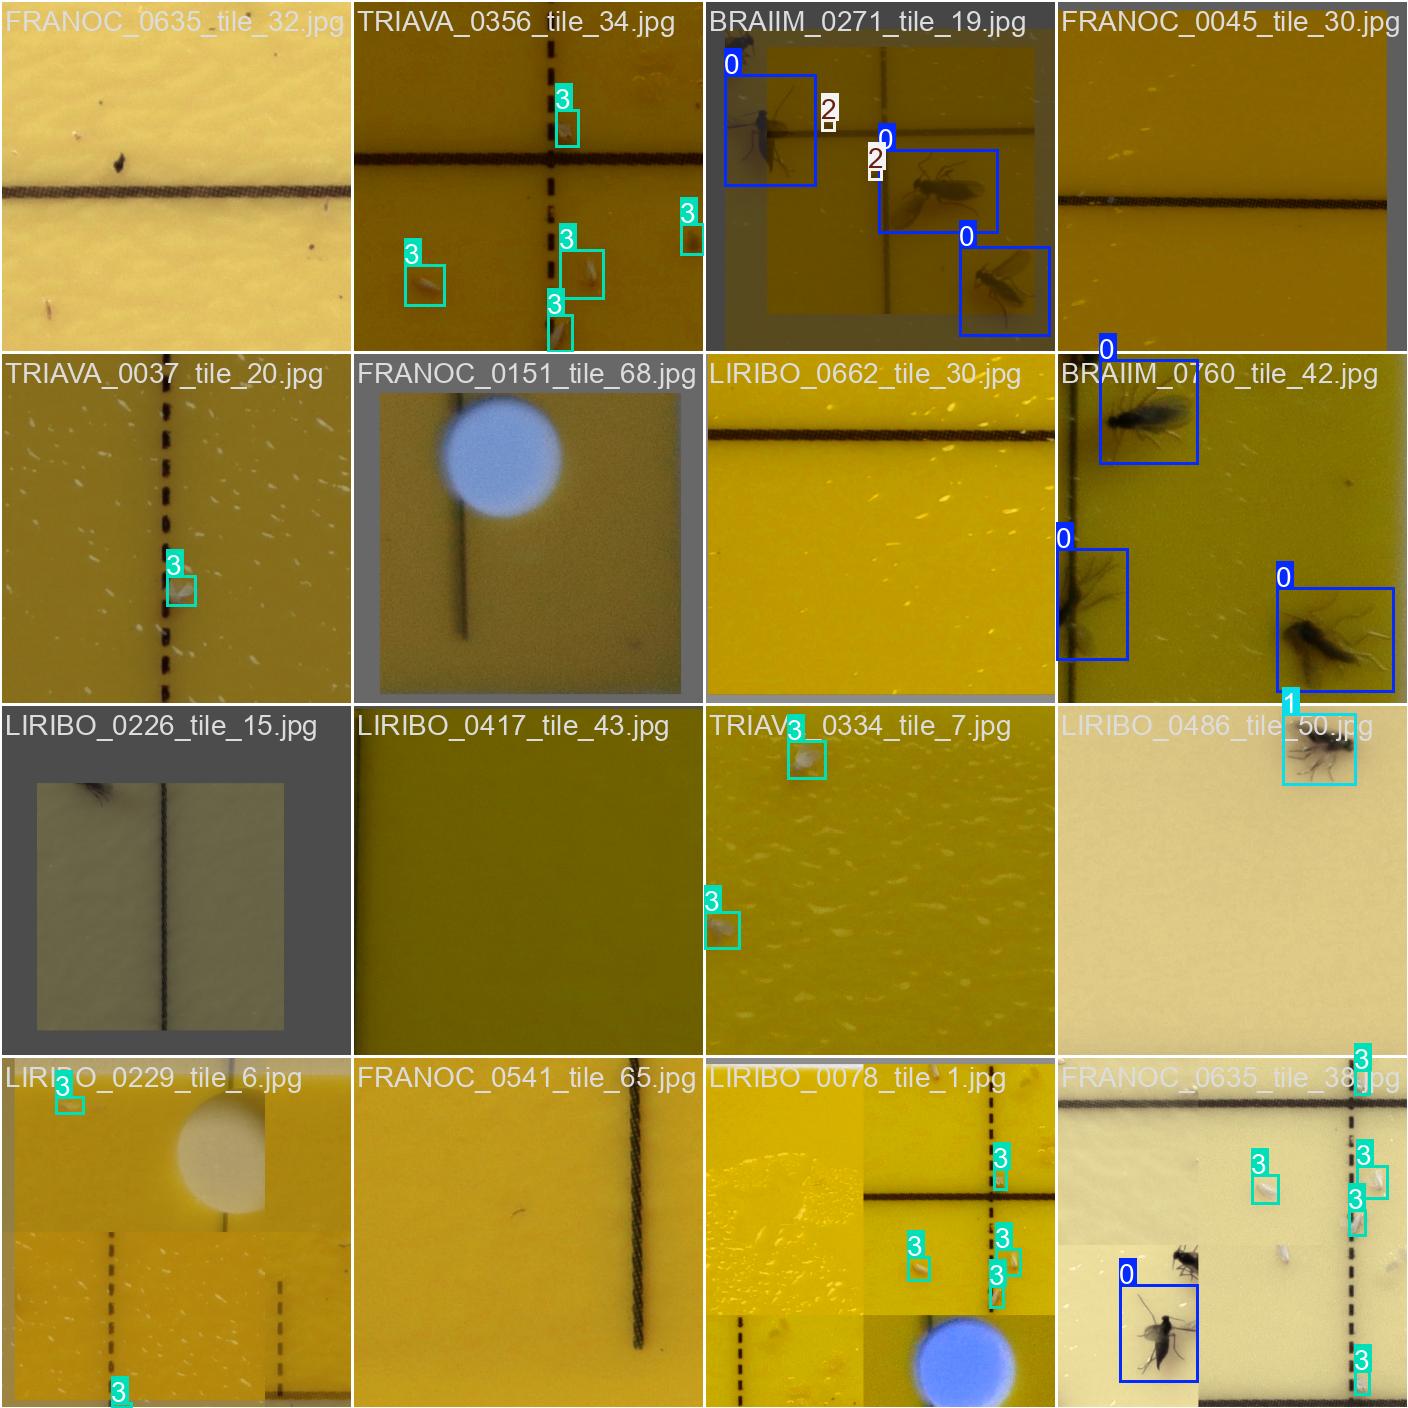 FRANOC_0635_tile_32.jpg
TRIAVA_0356_tile_34.jpg
3
3
3
3
3
BRAIIM_0271_tile_19.jpg
0
2
0
2
0
FRANOC_0045_tile_30.jpg
TRIAVA_0037_tile_20.jpg
3
FRANOC_0151_tile_68.jpg
LIRIBO_0662_tile_30.jpg
BRAIIM_0760_tile_42.jpg
0
0
0
LIRIBO_0226_tile_15.jpg
LIRIBO_0417_tile_43.jpg
TRIAVA_0334_tile_7.jpg
3
3
LIRIBO_0486_tile_50.jpg
1
LIRIBO_0229_tile_6.jpg
3
3
FRANOC_0541_tile_65.jpg
LIRIBO_0078_tile_1.jpg
3
3
3
3
FRANOC_0635_tile_38.jpg
3
3
3
3
0
3